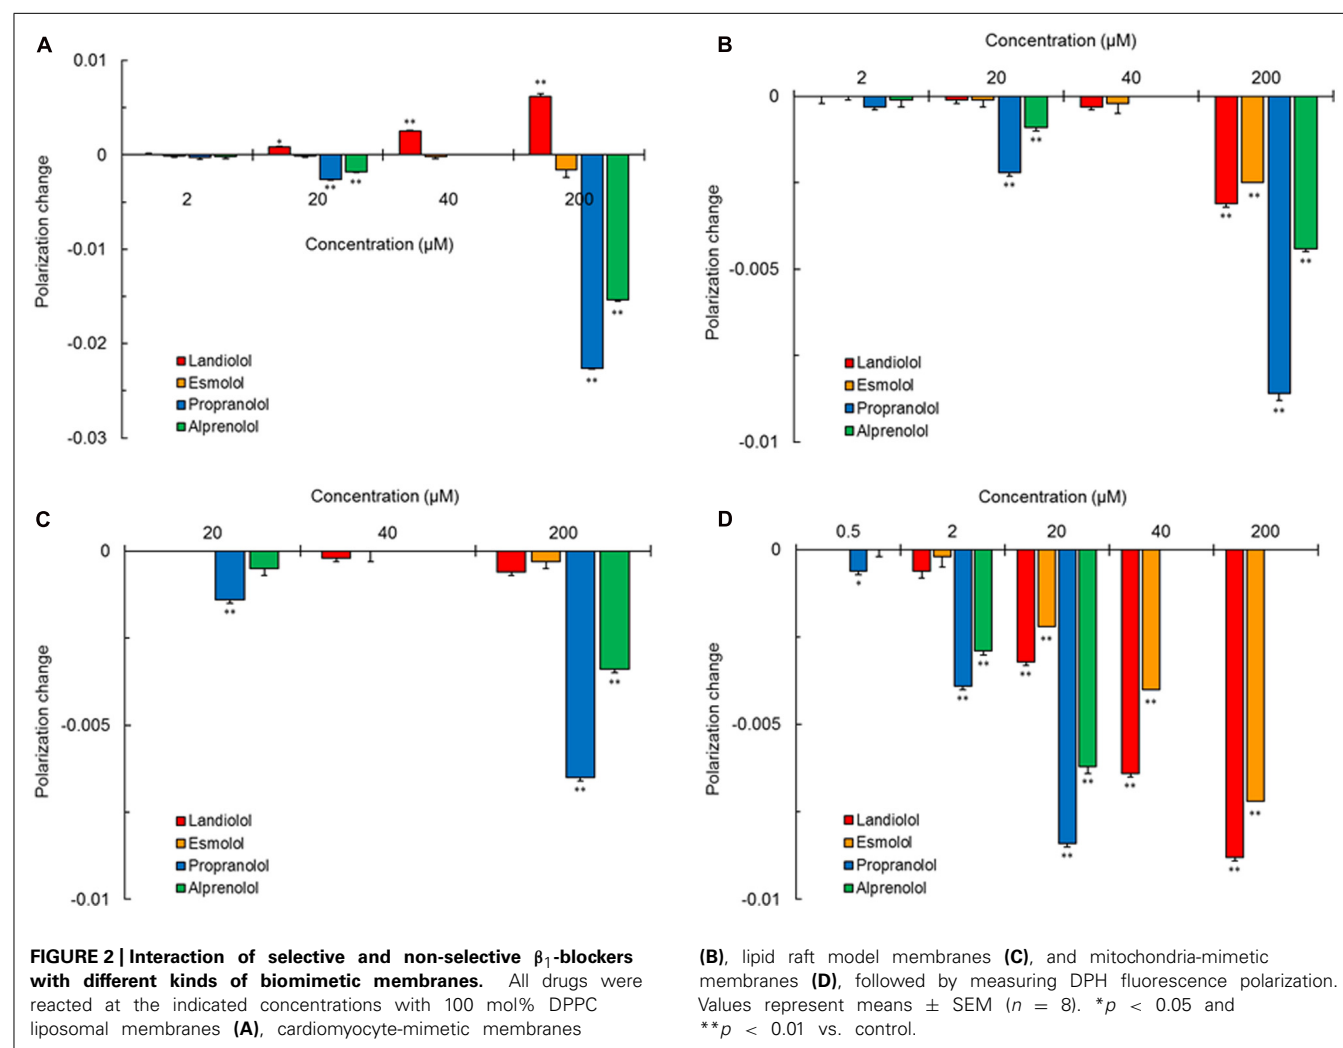 A
0.01
0
-0.01
-0.02
-0.03
Polarization change
*
**
**
**
**
**
**
2
20
40
200
Concentration (µM)
Landiolol
Esmolol
Propranolol
Alprenolol
B
Concentration (µM)
2
20
40
200
0
-0.005
-0.01
Polarization change
**
**
**
**
**
**
Landiolol
Esmolol
Propranolol
Alprenolol
C
Concentration (µM)
20
40
200
0
-0.005
-0.01
Polarization change
**
**
**
Landiolol
Esmolol
Propranolol
Alprenolol
D
Concentration (µM)
0.5
2
20
40
200
0
-0.005
-0.01
Polarization change
*
**
**
**
**
**
**
**
**
**
**
Landiolol
Esmolol
Propranolol
Alprenolol
FIGURE 2 | Interaction of selective and non-selective β₁-blockers
with different kinds of biomimetic membranes. All drugs were
reacted at the indicated concentrations with 100 mol% DPPC
liposomal membranes (A), cardiomyocyte-mimetic membranes
(B), lipid raft model membranes (C), and mitochondria-mimetic
membranes (D), followed by measuring DPH fluorescence polarization.
Values represent means ± SEM (n = 8). *p < 0.05 and
**p < 0.01 vs. control.